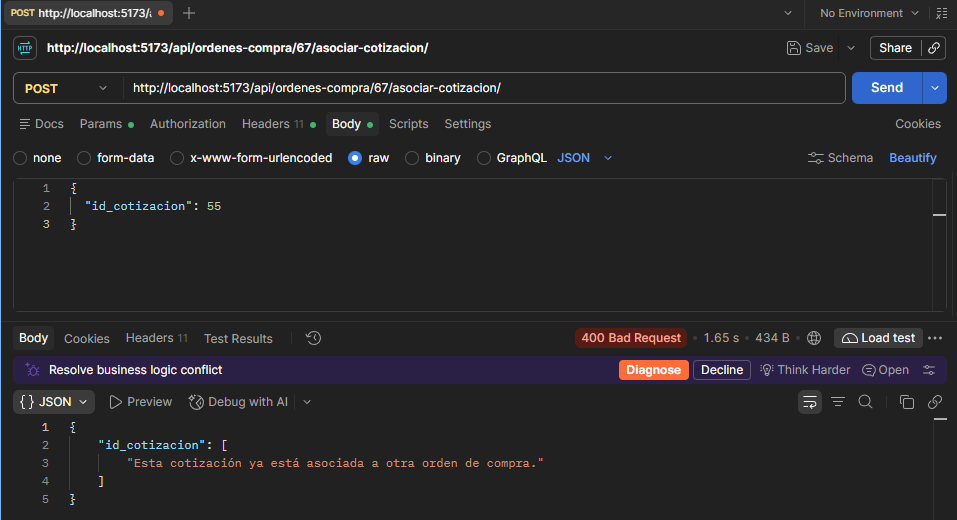 POST http://localhost:5173/a
No Environment
HTTP
http://localhost:5173/api/ordenes-compra/67/asociar-cotizacion/
Save
Share
POST
http://localhost:5173/api/ordenes-compra/67/asociar-cotizacion/
Send
Docs Params Authorization Headers 11 Body Scripts Settings Cookies
none form-data x-www-form-urlencoded raw binary GraphQL JSON Schema Beautify
1 {
2 "id_cotizacion": 55
3 }
Body Cookies Headers 11 Test Results 400 Bad Request • 1.65 s • 434 B • Load test
Resolve business logic conflict Diagnose Decline Think Harder Open
{} JSON Preview Debug with AI
1 {
2 "id_cotizacion": [
3 "Esta cotización ya está asociada a otra orden de compra."
4 ]
5 }